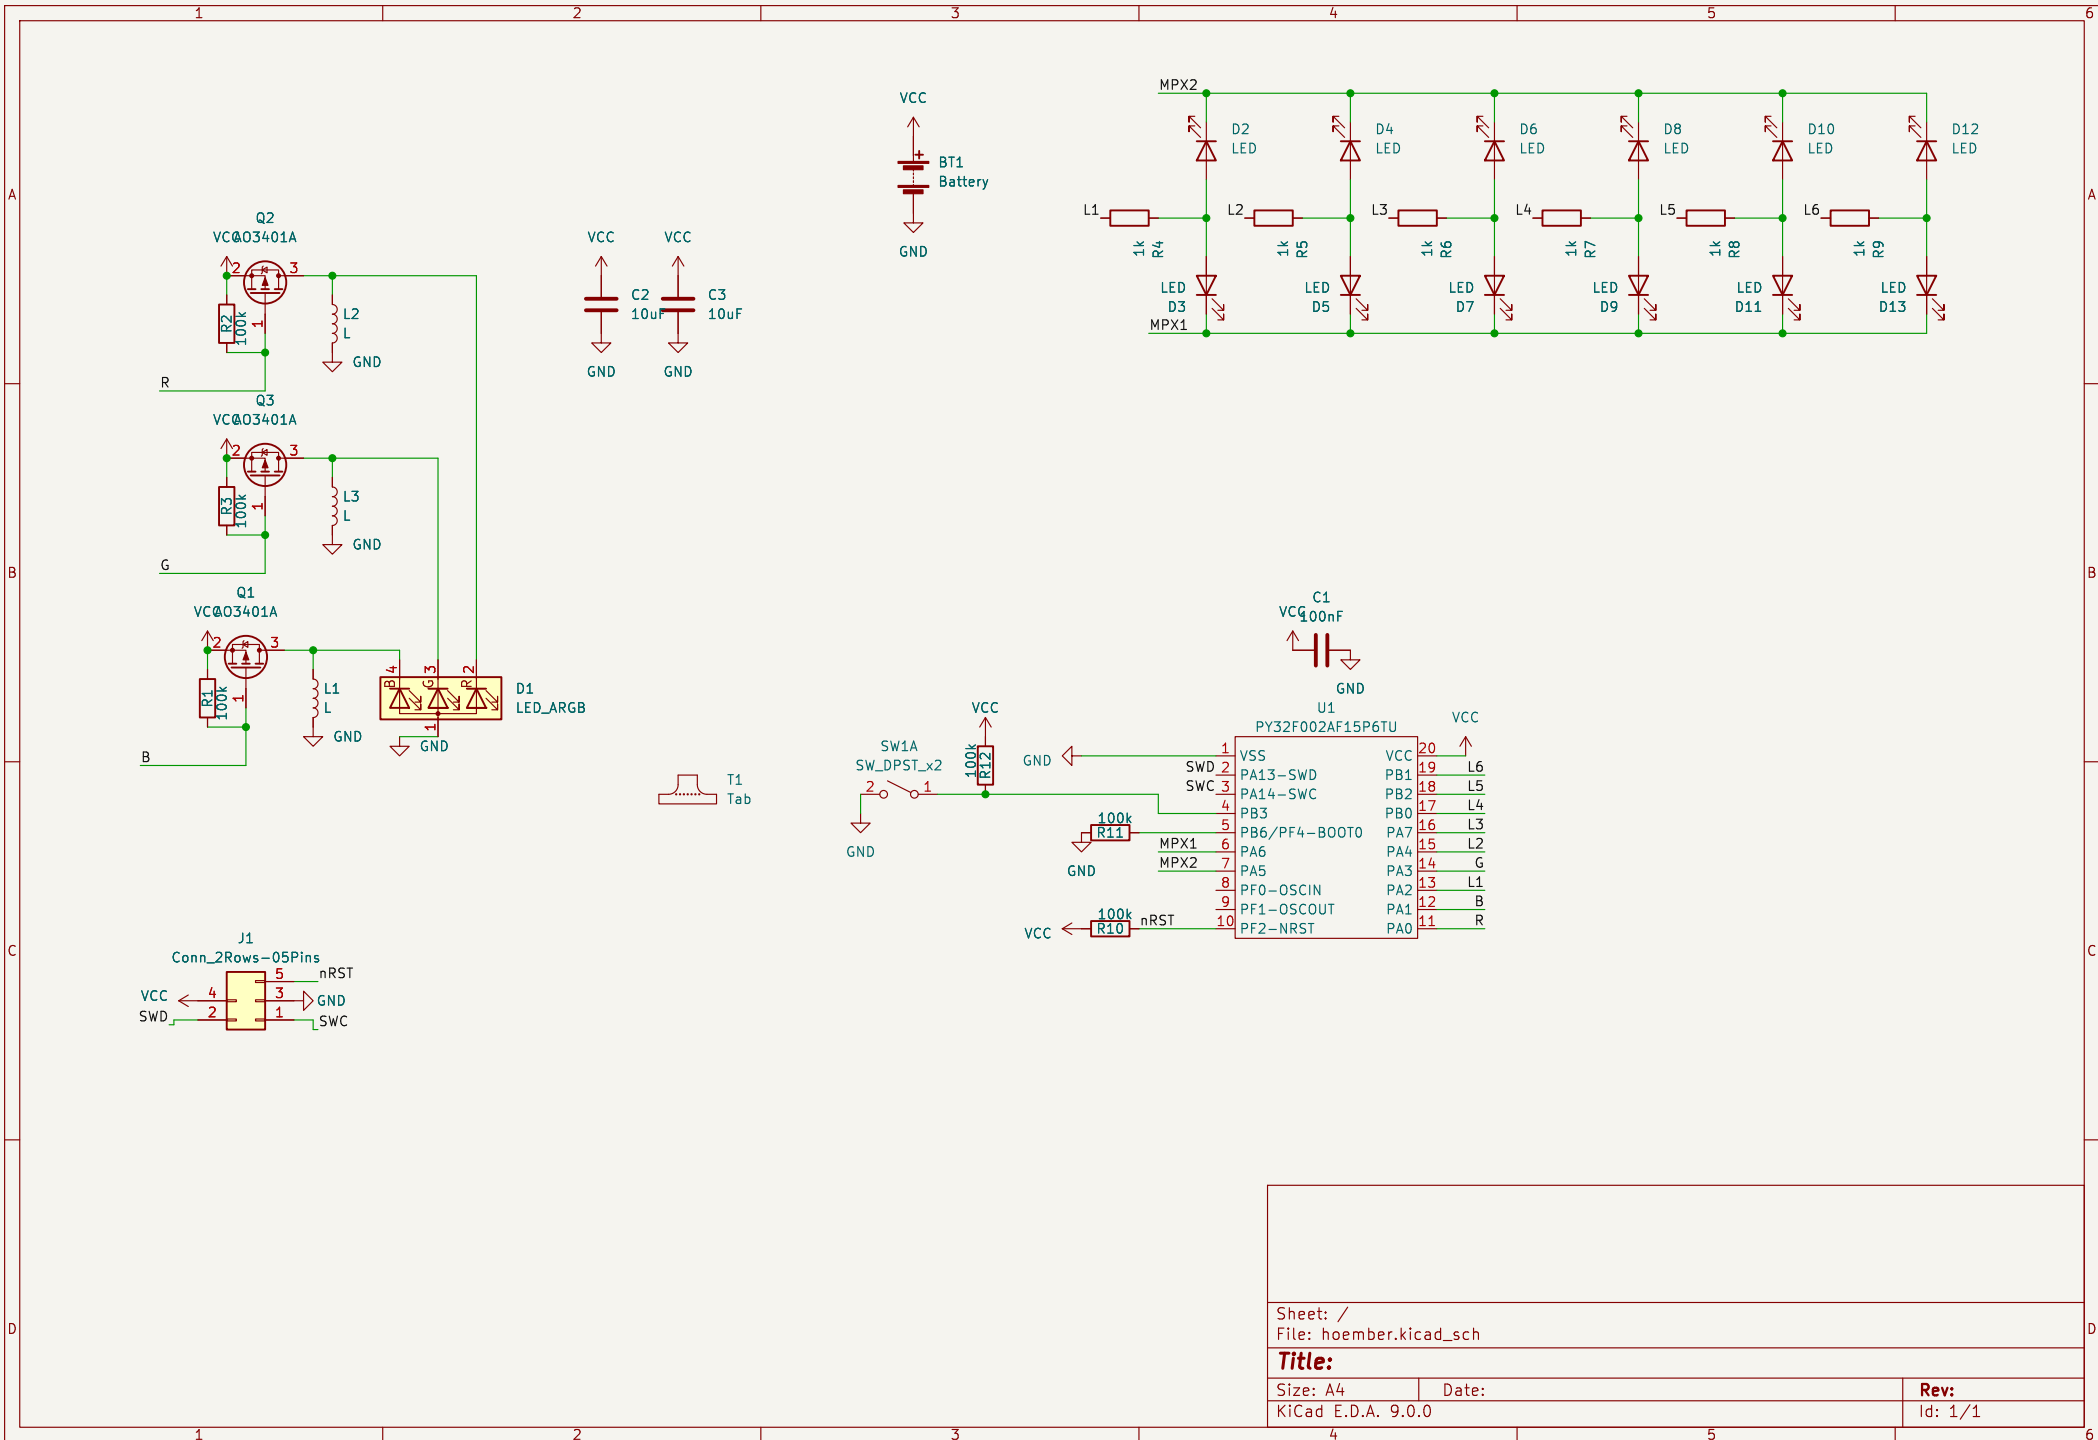 1 2 3 4 5 6
A A
B B
C C
D D
Q2
VCC AO3401A
2 3
R2 100k
1
L2
L
GND
R
Q3
VCC AO3401A
2 3
R3 100k
1
L3
L
GND
G
Q1
VCC AO3401A
2 3
R1 100k
1
L1
L
GND
B
4 3 2
B G R
1
D1
LED_ARGB
GND
VCC
C2
10uF
GND
VCC
C3
10uF
GND
VCC
+
BT1
Battery
GND
MPX2
D2
LED
D4
LED
D6
LED
D8
LED
D10
LED
D12
LED
L1 L2 L3 L4 L5 L6
1k R4
1k R5
1k R6
1k R7
1k R8
1k R9
LED
D3
LED
D5
LED
D7
LED
D9
LED
D11
LED
D13
MPX1
C1
VCC 100nF
GND
U1
PY32F002AF15P6TU
VCC
1 VSS
2 PA13-SWD
3 PA14-SWC
4 PB3
5 PB6/PF4-BOOT0
6 PA6
7 PA5
8 PF0-OSCIN
9 PF1-OSCOUT
10 PF2-NRST
VCC 20
PB1 19 L6
PB2 18 L5
PB0 17 L4
PA7 16 L3
PA4 15 L2
PA3 14 G
PA2 13 L1
PA1 12 B
PA0 11 R
GND
SWD
SWC
VCC
100k R12
SW1A
SW_DPST_x2
2 1
GND
100k
R11
GND
MPX1
MPX2
100k
R10
VCC
nRST
T1
Tab
J1
Conn_2Rows-05Pins
5 nRST
VCC 4 3 GND
SWD 2 1 SWC
Sheet: /
File: hoember.kicad_sch
Title:
Size: A4 Date: Rev:
KiCad E.D.A. 9.0.0 Id: 1/1
1 2 3 4 5 6